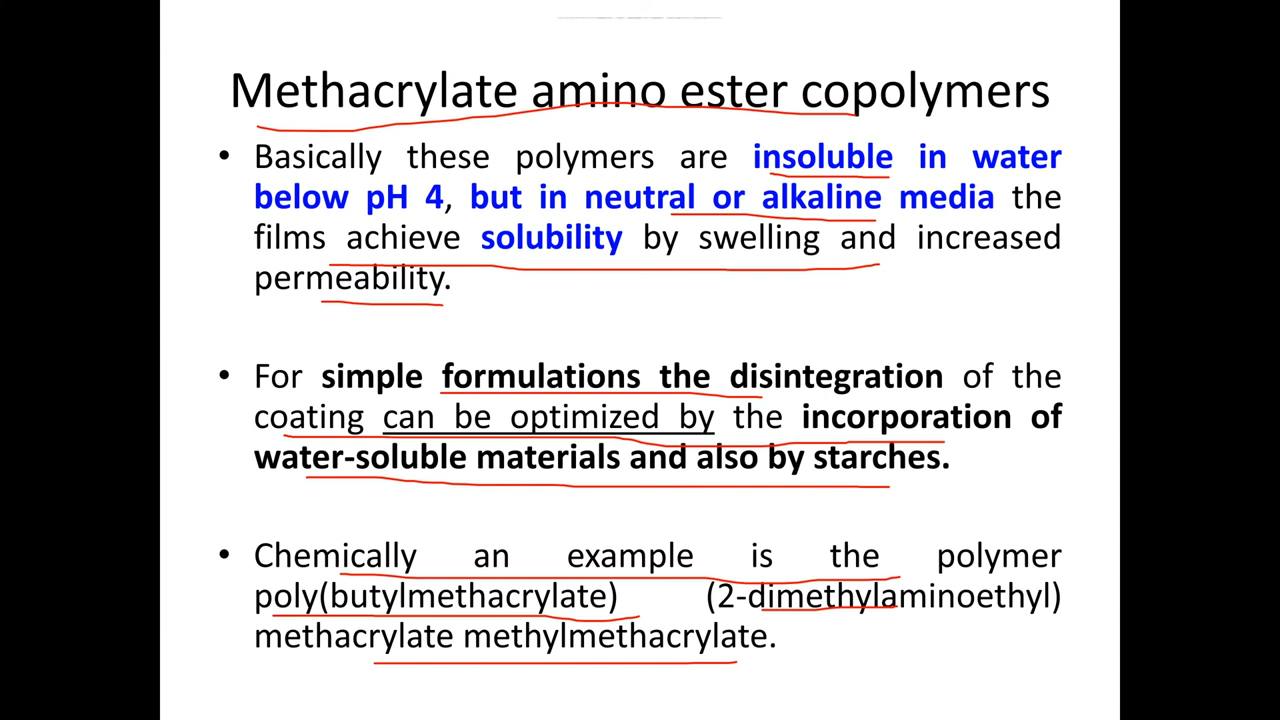 Methacrylate amino ester copolymers
• Basically these polymers are insoluble in water
below pH 4, but in neutral or alkaline media the
films achieve solubility by swelling and increased
permeability.
• For simple formulations the disintegration of the
coating can be optimized by the incorporation of
water-soluble materials and also by starches.
• Chemically an example is the polymer
poly(butylmethacrylate) (2-dimethylaminoethyl)
methacrylate methylmethacrylate.